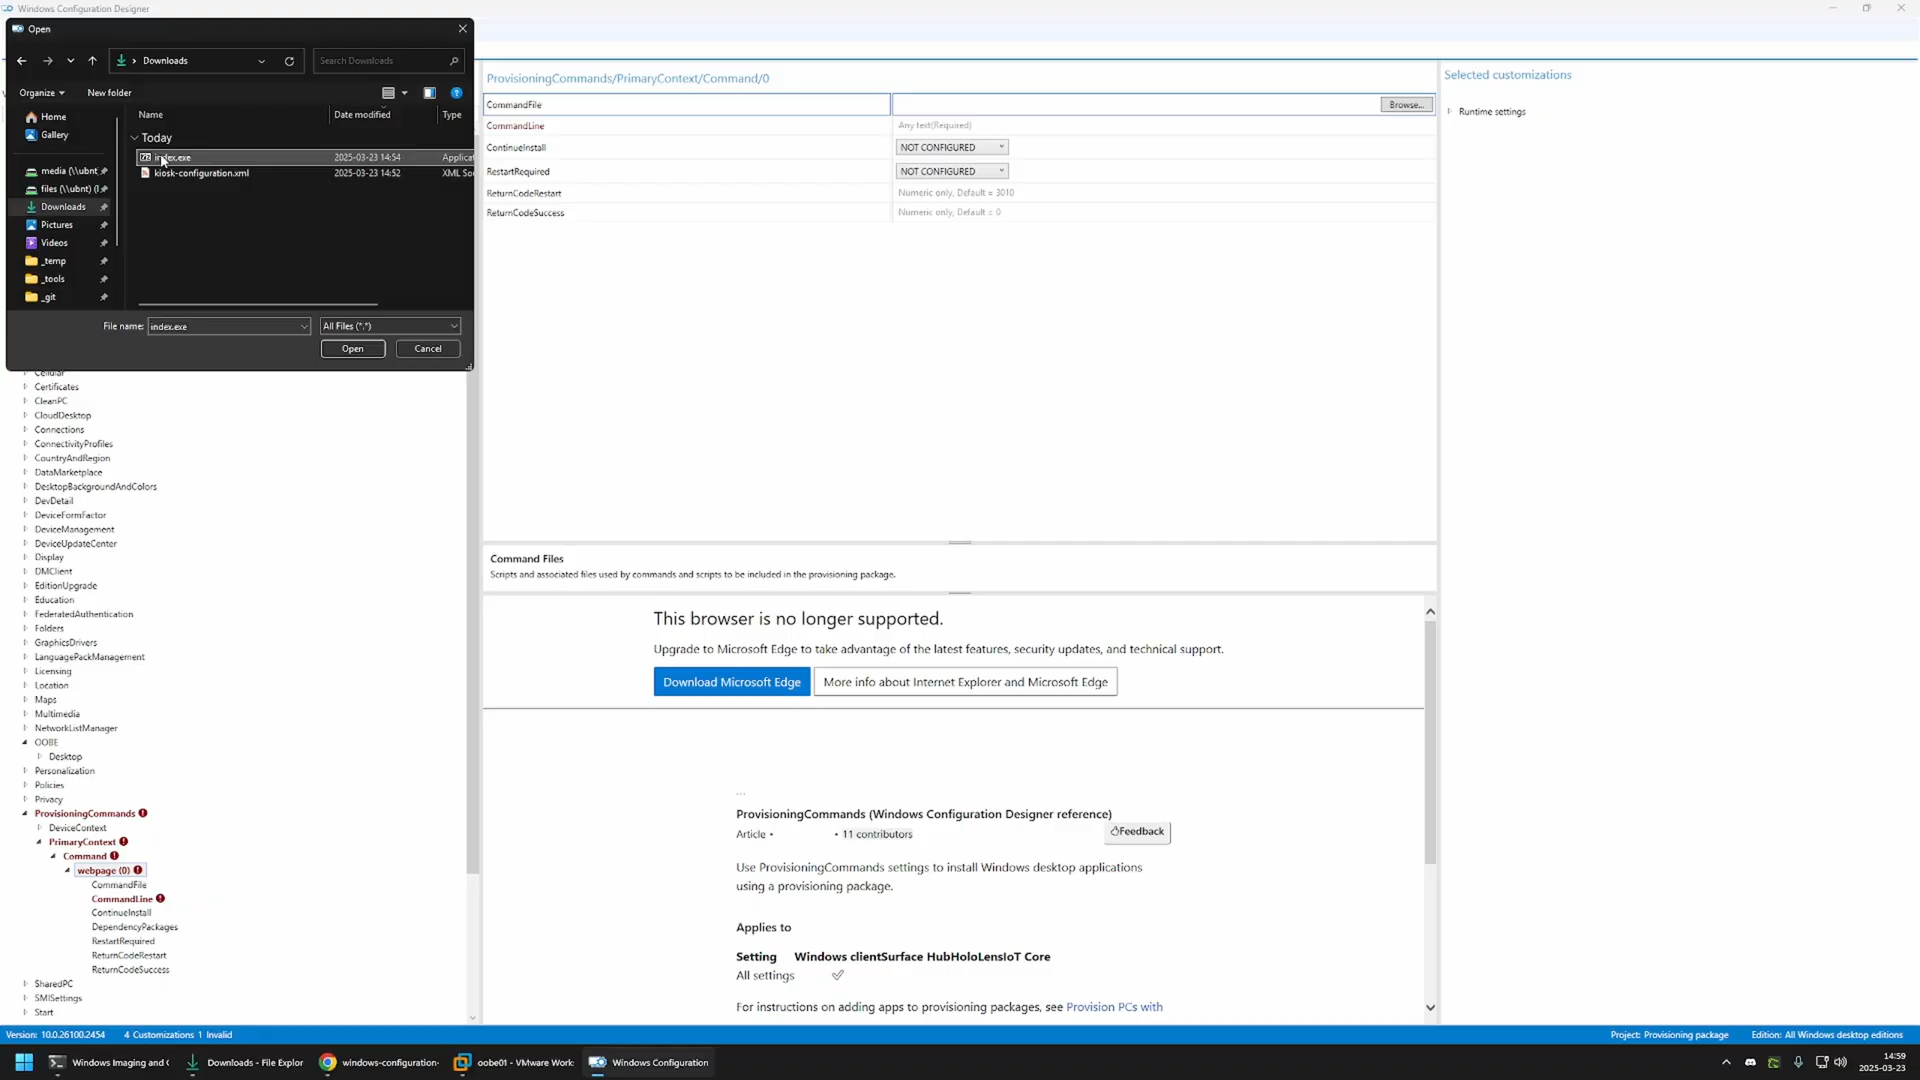 Windows Configuration Designer
Open
Downloads
Search Downloads
Organize
New folder
Home
Gallery
media (\\ubnt
files (\\ubnt) (I
Downloads
Pictures
Videos
_temp
_tools
_git
Name
Date modified
Type
Today
index.exe
2025-03-23 14:54
Applicat
kiosk-configuration.xml
2025-03-23 14:52
XML So
File name:
index.exe
All Files (*.*)
Open
Cancel
Cellular
Certificates
CleanPC
CloudDesktop
Connections
ConnectivityProfiles
CountryAndRegion
DataMarketplace
DesktopBackgroundAndColors
DevDetail
DeviceFormFactor
DeviceManagement
DeviceUpdateCenter
Display
DMClient
EditionUpgrade
Education
FederatedAuthentication
Folders
GraphicsDrivers
LanguagePackManagement
Licensing
Location
Maps
Multimedia
NetworkListManager
OOBE
Desktop
Personalization
Policies
Privacy
ProvisioningCommands
DeviceContext
PrimaryContext
Command
webpage (0)
CommandFile
CommandLine
ContinueInstall
DependencyPackages
RestartRequired
ReturnCodeRestart
ReturnCodeSuccess
SharedPC
SMISettings
Start
ProvisioningCommands/PrimaryContext/Command/0
CommandFile
Browse...
CommandLine
Any text(Required)
ContinueInstall
NOT CONFIGURED
RestartRequired
NOT CONFIGURED
ReturnCodeRestart
Numeric only, Default = 3010
ReturnCodeSuccess
Numeric only, Default = 0
Command Files
Scripts and associated files used by commands and scripts to be included in the provisioning package.
This browser is no longer supported.
Upgrade to Microsoft Edge to take advantage of the latest features, security updates, and technical support.
Download Microsoft Edge
More info about Internet Explorer and Microsoft Edge
...
ProvisioningCommands (Windows Configuration Designer reference)
Article • • 11 contributors
Feedback
Use ProvisioningCommands settings to install Windows desktop applications
using a provisioning package.
Applies to
Setting Windows clientSurface HubHoloLensIoT Core
All settings ✓
For instructions on adding apps to provisioning packages, see Provision PCs with
Selected customizations
Runtime settings
Version: 10.0.26100.2454
4 Customizations 1 Invalid
Project: Provisioning package
Edition: All Windows desktop editions
Windows Imaging and C
Downloads - File Explor
windows-configuration-
oobe01 - VMware Work
Windows Configuration
14:59
2025-03-23